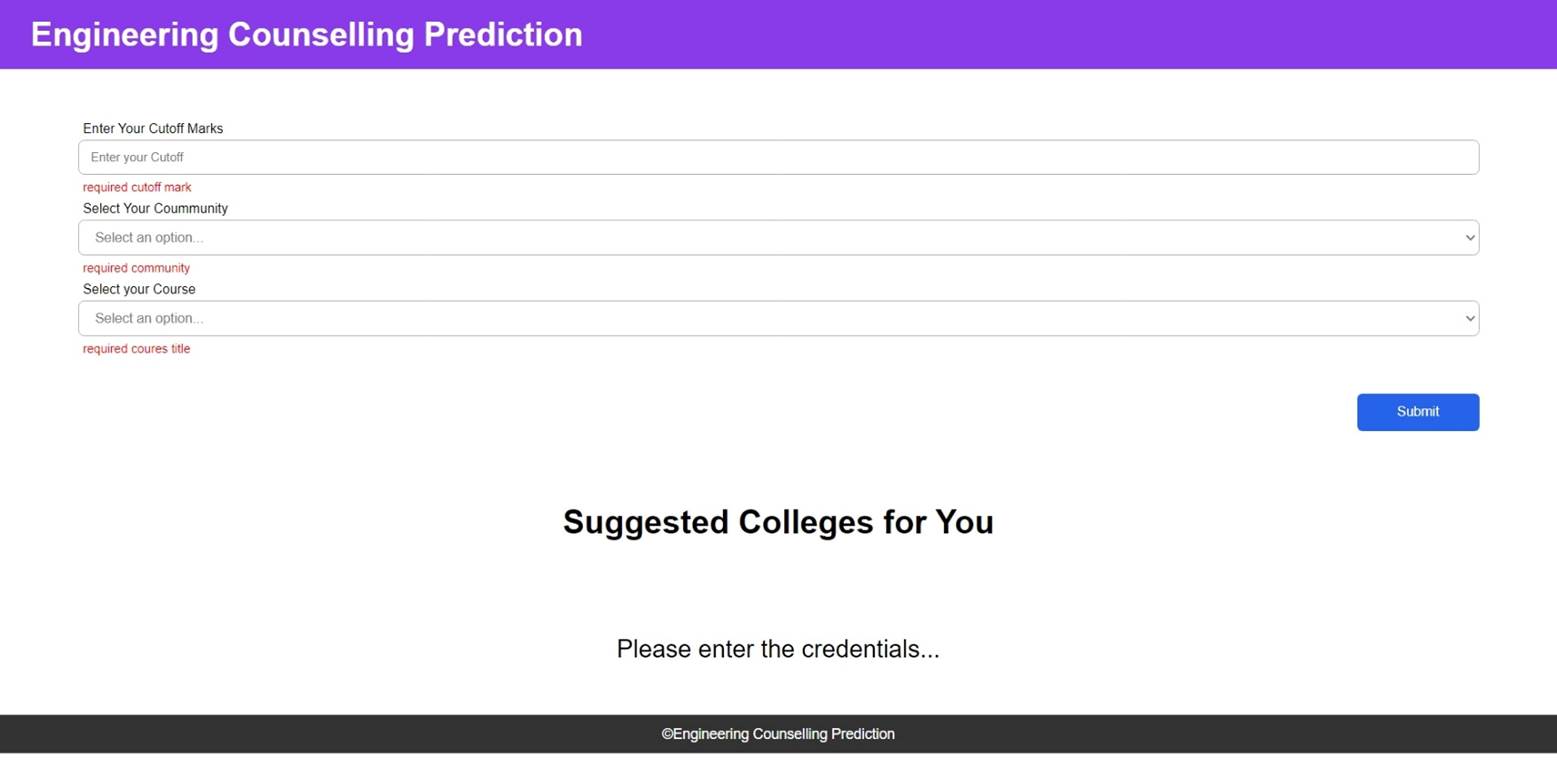 Engineering Counselling Prediction
Enter Your Cutoff Marks
Enter your Cutoff
required cutoff mark
Select Your Coummunity
Select an option...
required community
Select your Course
Select an option...
required coures title
Submit
Suggested Colleges for You
Please enter the credentials...
©Engineering Counselling Prediction